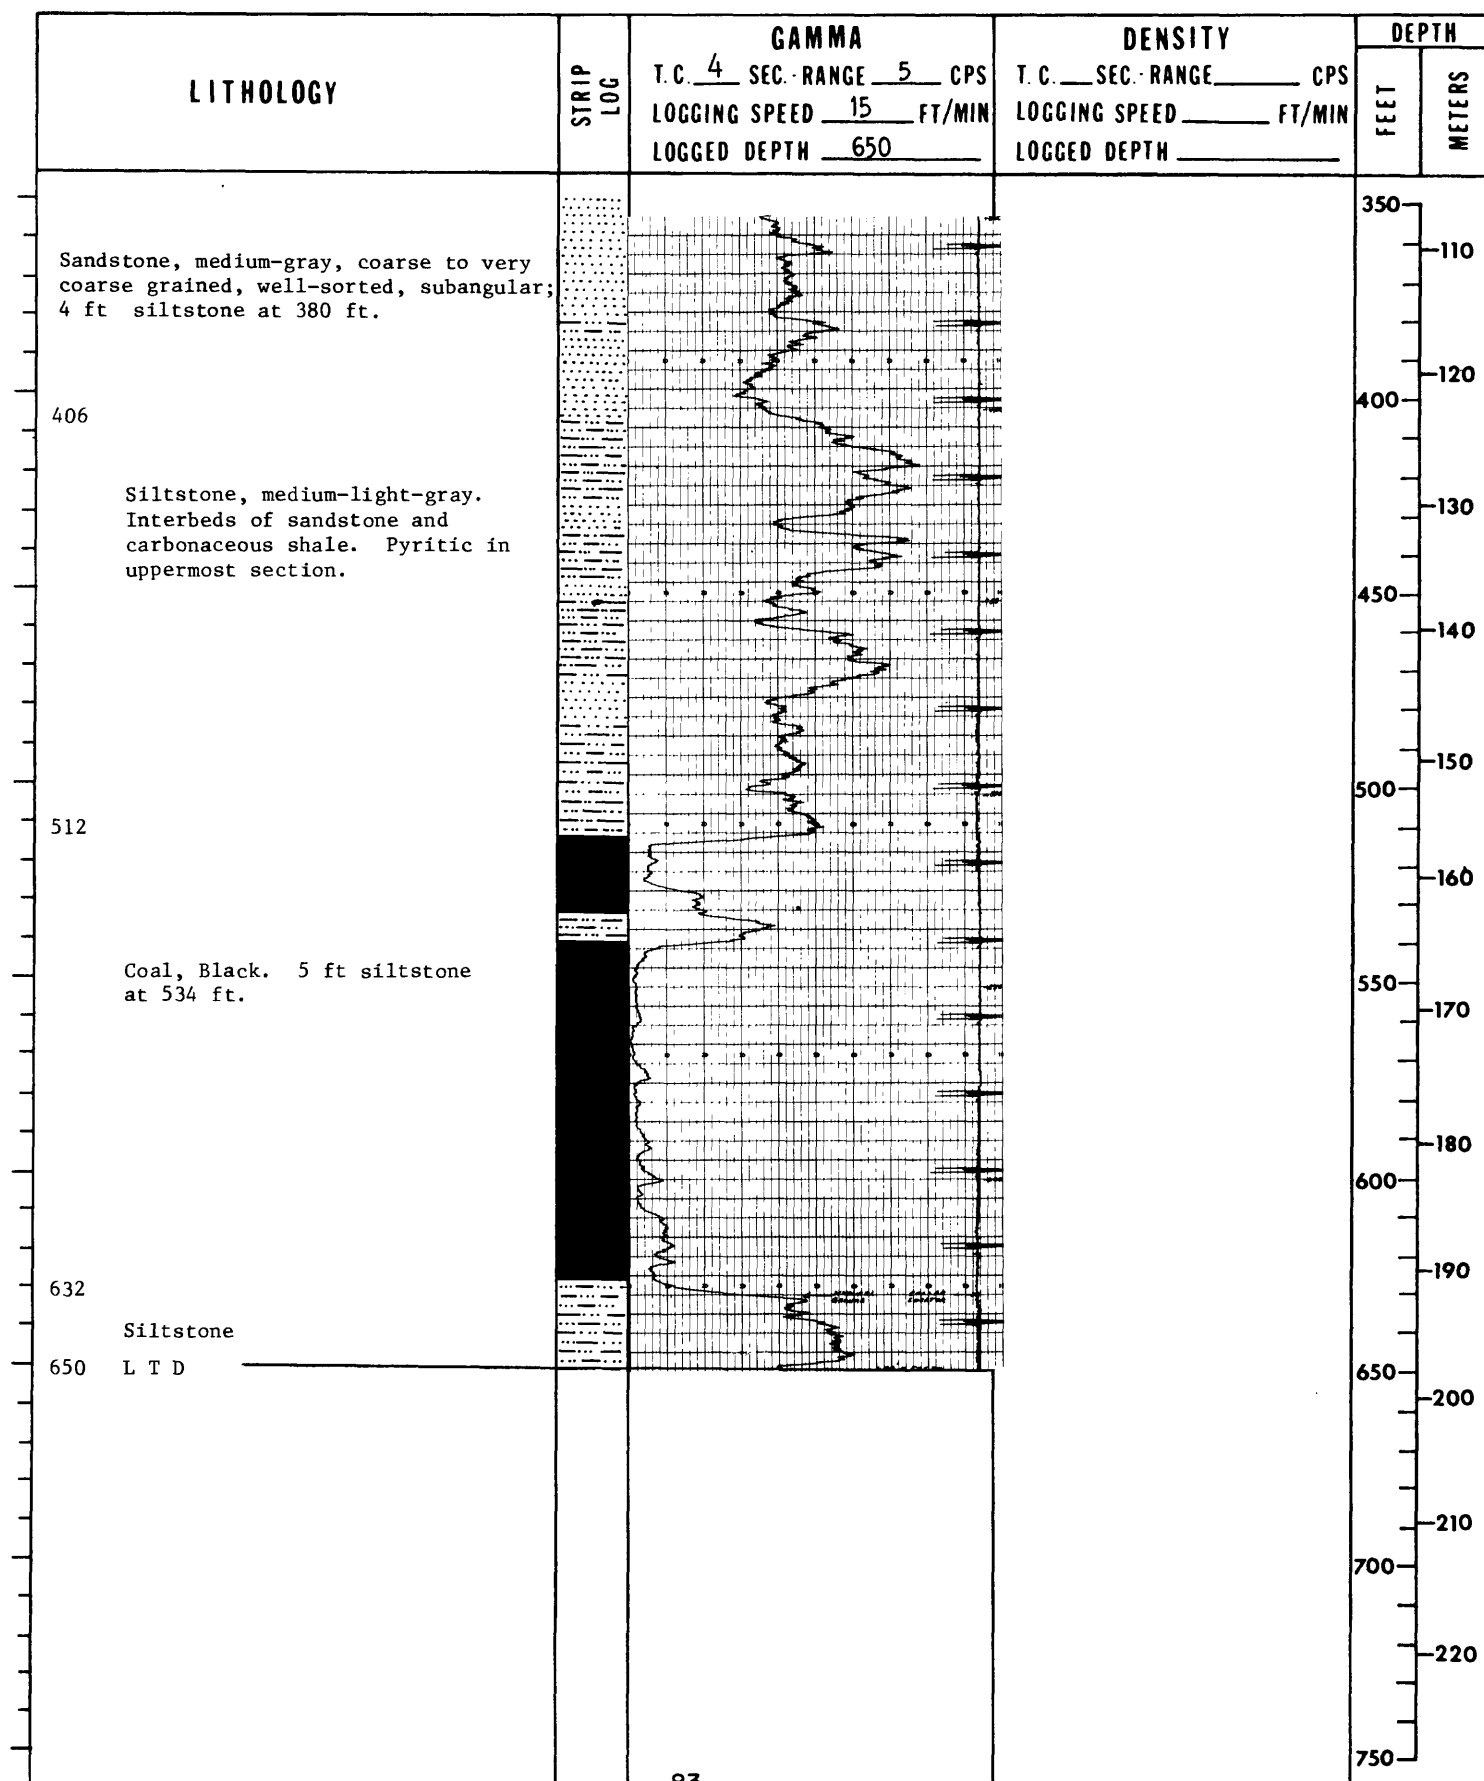 LITHOLOGY
STRIP LOG
GAMMA
T.C. 4 SEC.-RANGE 5 CPS
LOGGING SPEED 15 FT/MIN
LOGGED DEPTH 650
DENSITY
T.C. SEC.-RANGE CPS
LOGGING SPEED FT/MIN
LOGGED DEPTH
DEPTH
FEET
METERS
Sandstone, medium-gray, coarse to very
coarse grained, well-sorted, subangular;
4 ft siltstone at 380 ft.
406
Siltstone, medium-light-gray.
Interbeds of sandstone and
carbonaceous shale. Pyritic in
uppermost section.
512
Coal, Black. 5 ft siltstone
at 534 ft.
632
Siltstone
650 L T D
350
400
450
500
550
600
650
700
750
110
120
130
140
150
160
170
180
190
200
210
220
83